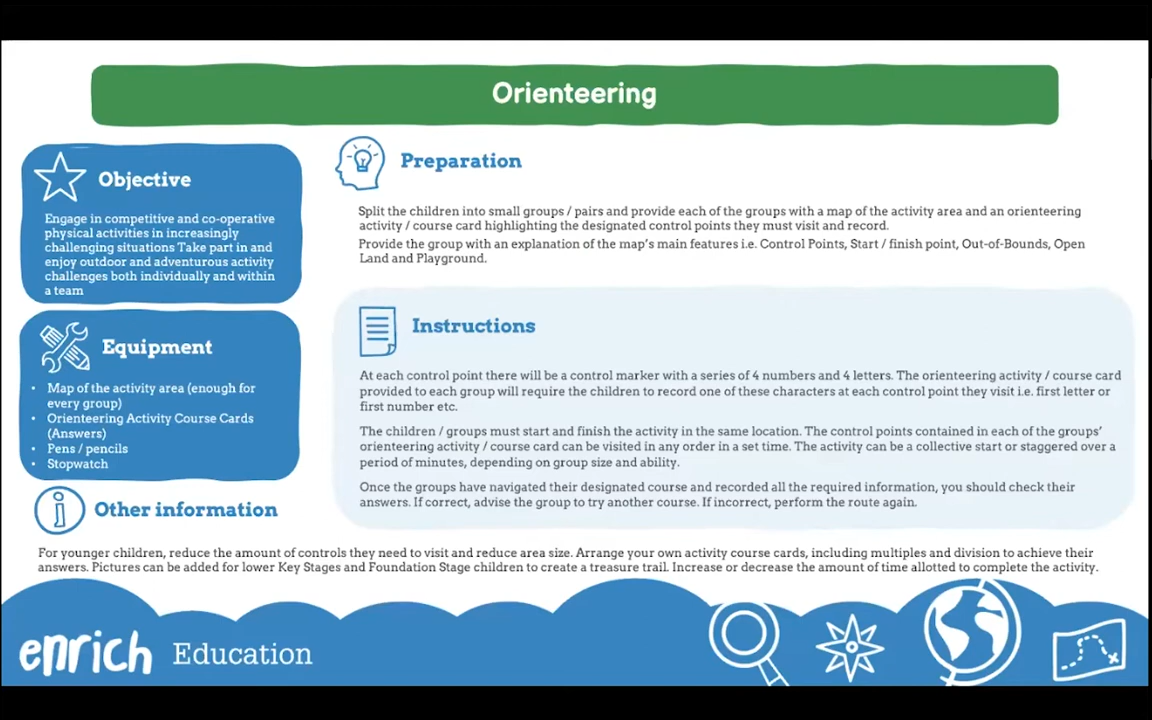 Orienteering
Objective
Engage in competitive and co-operative
physical activities in increasingly
challenging situations Take part in and
enjoy outdoor and adventurous activity
challenges both individually and within
a team
Equipment
• Map of the activity area (enough for
every group)
• Orienteering Activity Course Cards
(Answers)
• Pens / pencils
• Stopwatch
Preparation
Split the children into small groups / pairs and provide each of the groups with a map of the activity area and an orienteering
activity / course card highlighting the designated control points they must visit and record.
Provide the group with an explanation of the map's main features i.e. Control Points, Start / finish point, Out-of-Bounds, Open
Land and Playground.
Instructions
At each control point there will be a control marker with a series of 4 numbers and 4 letters. The orienteering activity / course card
provided to each group will require the children to record one of these characters at each control point they visit i.e. first letter or
first number etc.
The children / groups must start and finish the activity in the same location. The control points contained in each of the groups'
orienteering activity / course card can be visited in any order in a set time. The activity can be a collective start or staggered over a
period of minutes, depending on group size and ability.
Once the groups have navigated their designated course and recorded all the required information, you should check their
answers. If correct, advise the group to try another course. If incorrect, perform the route again.
Other information
For younger children, reduce the amount of controls they need to visit and reduce area size. Arrange your own activity course cards, including multiples and division to achieve their
answers. Pictures can be added for lower Key Stages and Foundation Stage children to create a treasure trail. Increase or decrease the amount of time allotted to complete the activity.
enrich Education